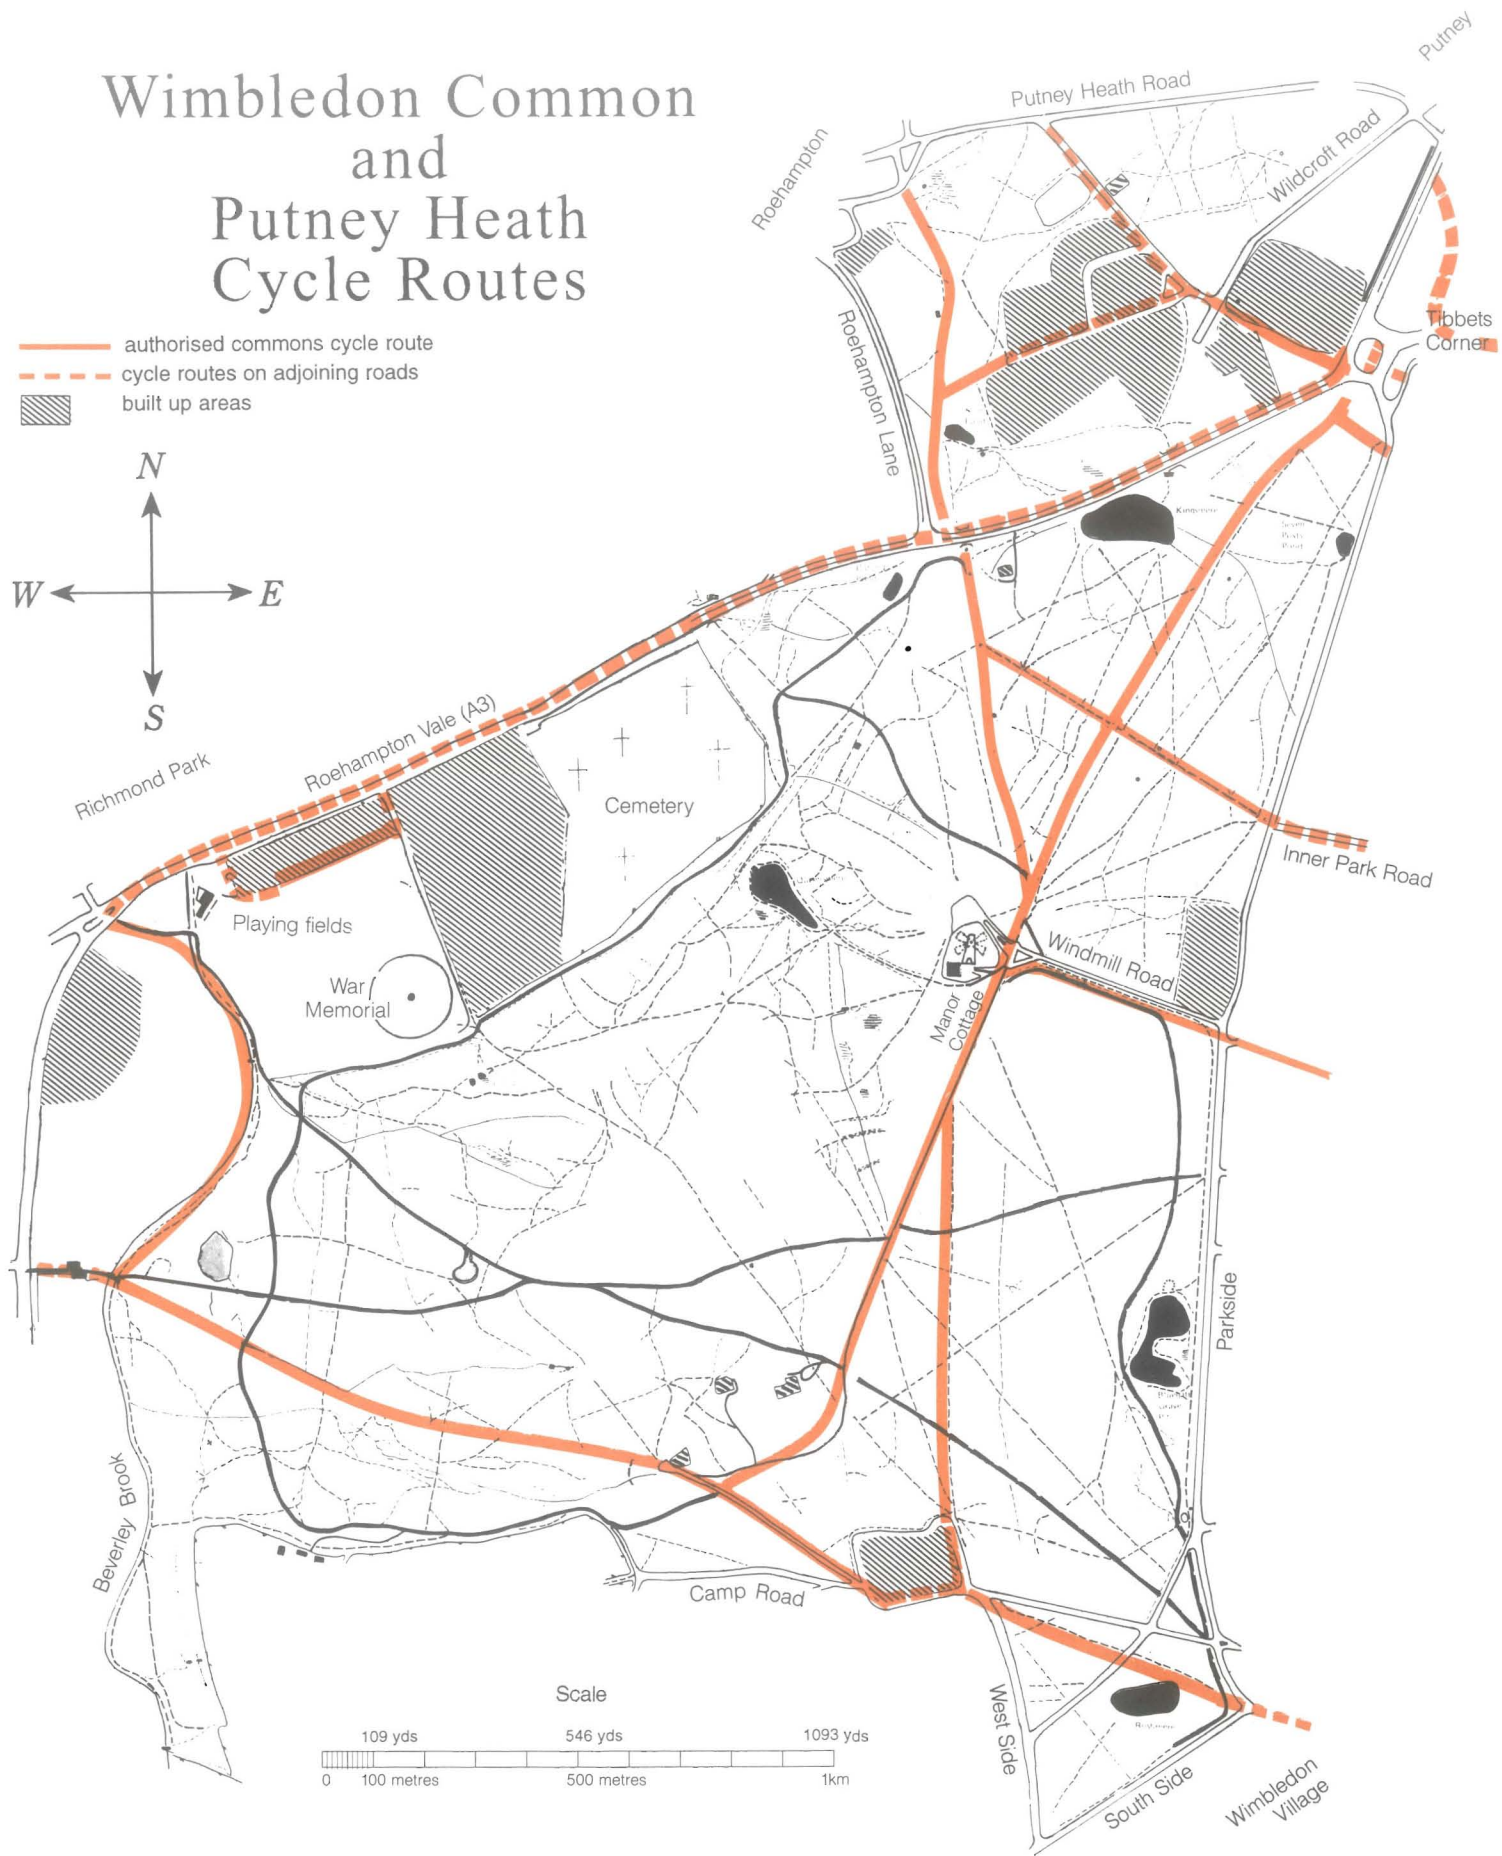 Wimbledon Common
and
Putney Heath
Cycle Routes
authorised commons cycle route
cycle routes on adjoining roads
built up areas
N
W
E
S
Putney
Putney Heath Road
Roehampton
Wildcroft Road
Tibbets
Corner
Roehampton Lane
Kingsmere
Richmond Park
Roehampton Vale (A3)
Cemetery
Inner Park Road
Playing fields
War
Memorial
Windmill Road
Manor
Cottage
Parkside
Beverley Brook
Camp Road
West Side
South Side
Wimbledon
Village
Scale
109 yds
546 yds
1093 yds
0
100 metres
500 metres
1km